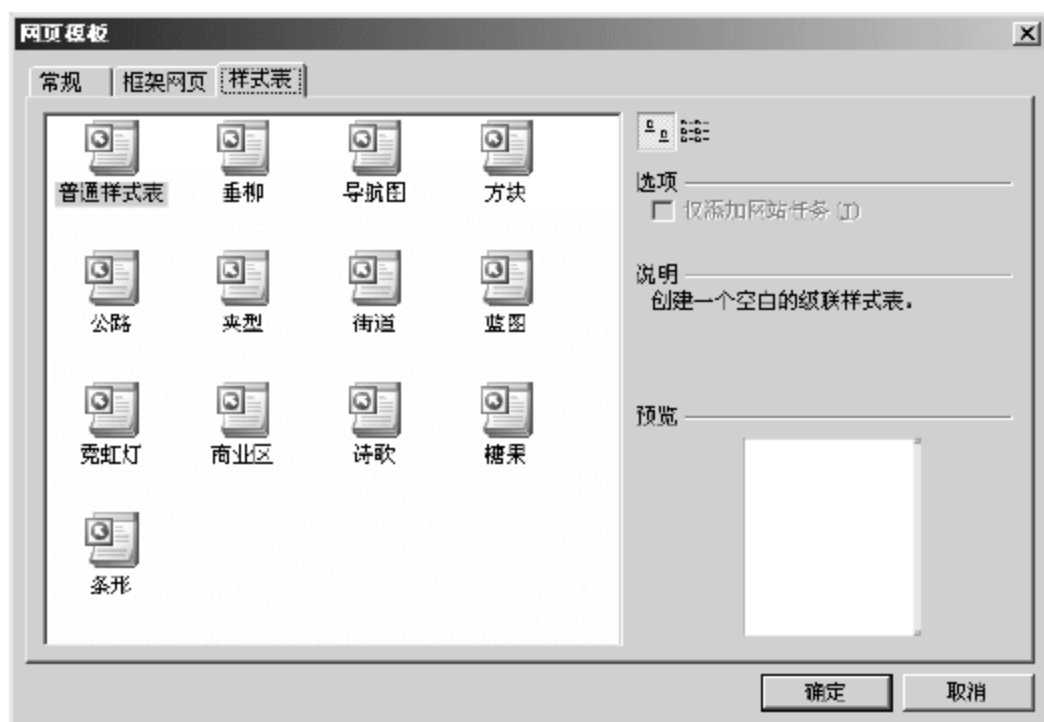 网页模板
常规 框架网页 样式表
普通样式表 垂柳 导航图 方块
公路 夹型 街道 蓝图
霓虹灯 商业区 诗歌 糖果
条形
选项
仅添加网站任务(J)
说明
创建一个空白的级联样式表。
预览
确定 取消